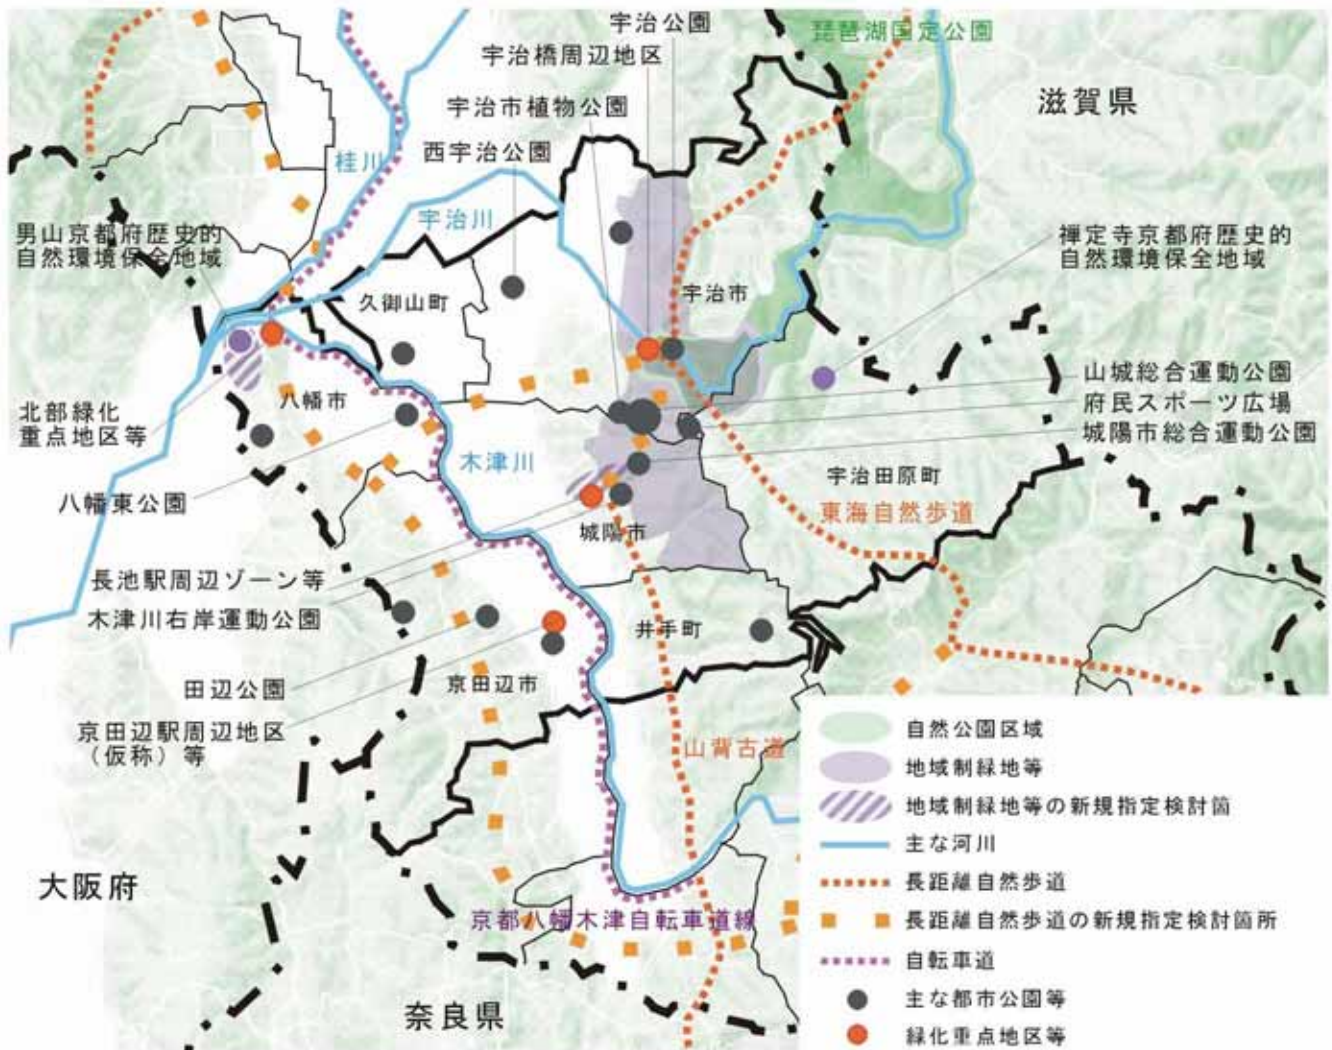 宇治公園
琵琶湖国定公園
宇治橋周辺地区
滋賀県
宇治市植物公園
西宇治公園
桂川
宇治川
男山京都府歴史的
自然環境保全地域
禅定寺京都府歴史的
自然環境保全地域
宇治市
久御山町
山城総合運動公園
府民スポーツ広場
城陽市総合運動公園
八幡市
北部緑化
重点地区等
木津川
宇治田原町
八幡東公園
東海自然歩道
城陽市
長池駅周辺ゾーン等
木津川右岸運動公園
井手町
田辺公園
京田辺市
京田辺駅周辺地区
(仮称)等
山背古道
大阪府
京都八幡木津自転車道線
奈良県
自然公園区域
地域制緑地等
地域制緑地等の新規指定検討箇
主な河川
長距離自然歩道
長距離自然歩道の新規指定検討箇所
自転車道
主な都市公園等
緑化重点地区等